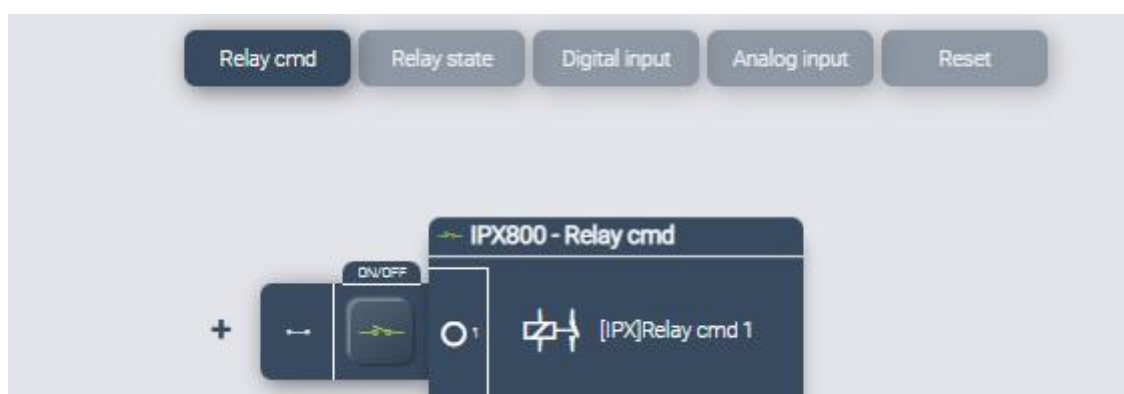 Relay cmd Relay state Digital input Analog input Reset
IPX800 - Relay cmd
ON/OFF
1
[IPX]Relay cmd 1